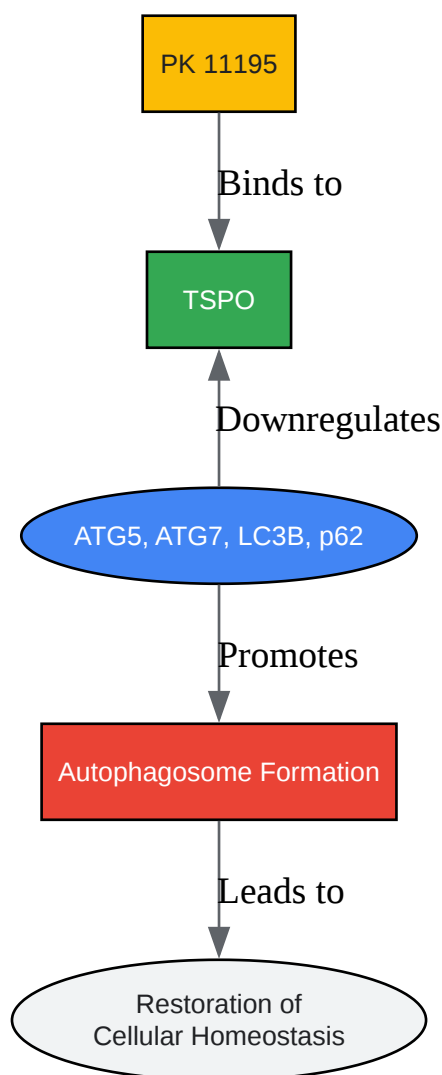 PK 11195
Binds to
TSPO
Downregulates
ATG5, ATG7, LC3B, p62
Promotes
Autophagosome Formation
Leads to
Restoration of
Cellular Homeostasis